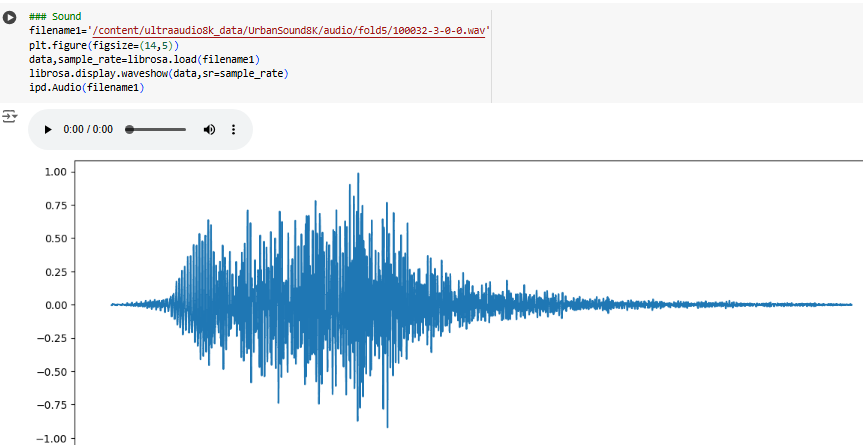 ### Sound
filename1='/content/ultraaudio8k_data/UrbanSound8K/audio/fold5/100032-3-0-0.wav'
plt.figure(figsize=(14,5))
data,sample_rate=librosa.load(filename1)
librosa.display.waveshow(data,sr=sample_rate)
ipd.Audio(filename1)
0:00 / 0:00
1.00
0.75
0.50
0.25
0.00
−0.25
−0.50
−0.75
−1.00